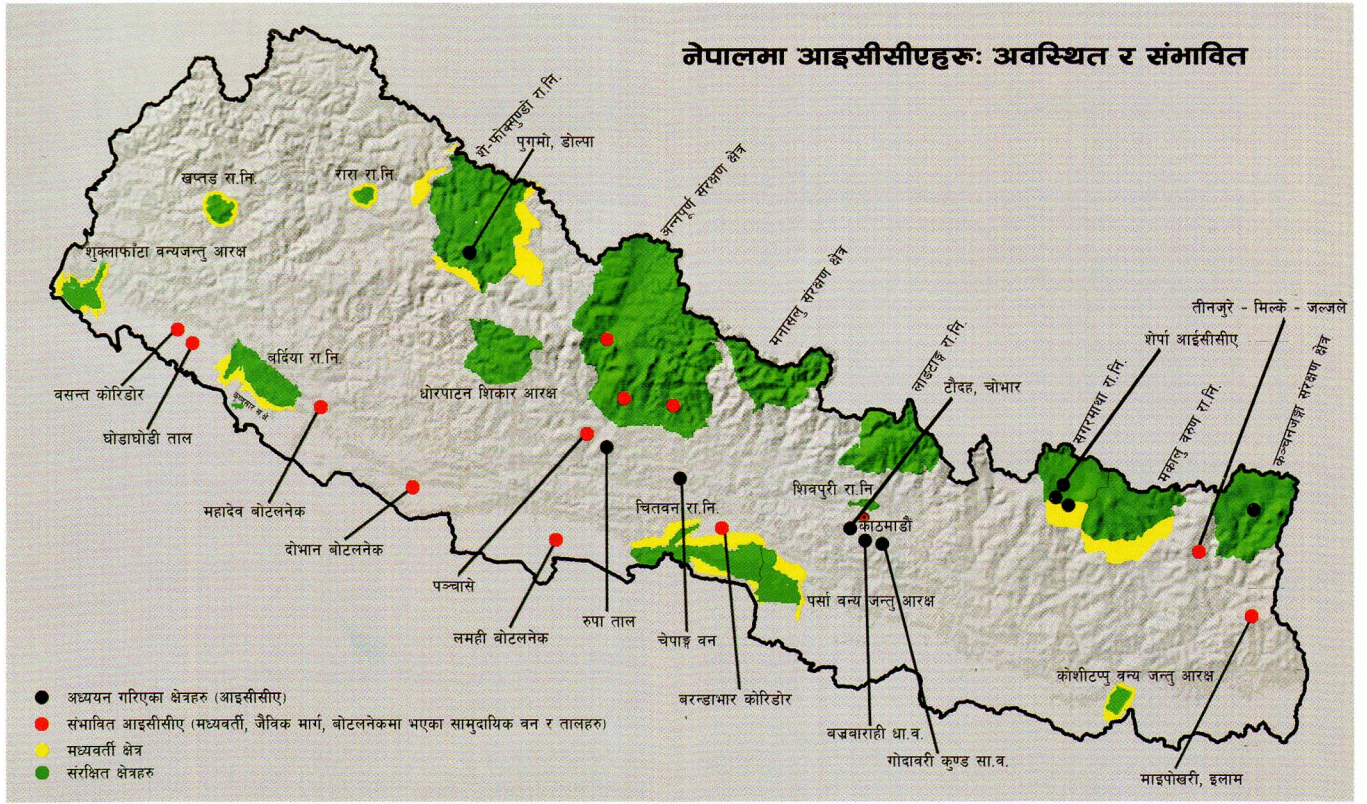 नेपालमा आइसीसीएहरू: अवस्थित र संभावित
शे-फोक्सुण्डो रा.नि.
पुगमो, डोल्पा
खप्तड रा.नि.
रारा रा.नि.
अन्नपूर्ण संरक्षण क्षेत्र
शुक्लाफाँटा वन्यजन्तु आरक्ष
मनासलु संरक्षण क्षेत्र
तीनजुरे - मिल्के - जल्जले
शेर्पा आईसीसीए
लाङटाङ्ग रा.नि.
टौदह, चोभार
सगरमाथा रा.नि.
मकालु वरुण रा.नि.
कञ्चनजङ्गा संरक्षण क्षेत्र
बर्दिया रा.नि.
वसन्त कोरिडोर
घोडाघोडी ताल
धोरपाटन शिकार आरक्ष
महादेव बोटलनेक
दोभान बोटलनेक
चितवन रा.नि.
शिवपुरी रा.नि
काठमाडौं
पञ्चासे
लमही बोटलनेक
रुपा ताल
चेपाङ्ग वन
पर्सा वन्य जन्तु आरक्ष
बरन्डाभार कोरिडोर
बज्रबाराही धा.व.
गोदावरी कुण्ड सा.व.
कोशीटप्पु वन्य जन्तु आरक्ष
माइपोखरी, इलाम
अध्ययन गरिएका क्षेत्रहरु (आइसीसीए)
संभावित आइसीसीए (मध्यवर्ती, जैविक मार्ग, बोटलनेकमा भएका सामुदायिक वन र तालहरु)
मध्यवर्ती क्षेत्र
संरक्षित क्षेत्रहरु